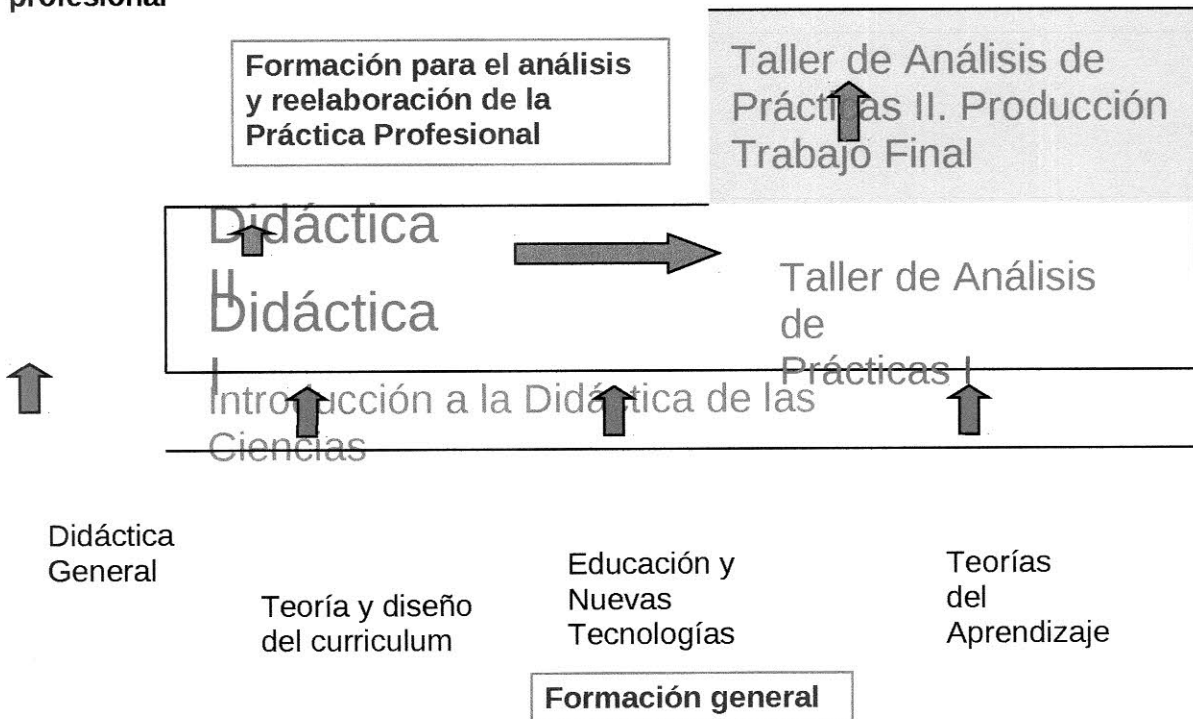 profesional
Formación para el análisis
y reelaboración de la
Práctica Profesional
Taller de Análisis de
Prácticas II. Producción
Trabajo Final
Didáctica
II
Didáctica
I
Taller de Análisis
de
Prácticas I
Introducción a la Didáctica de las
Ciencias
Didáctica
General
Teoría y diseño
del curriculum
Educación y
Nuevas
Tecnologías
Teorías
del
Aprendizaje
Formación general